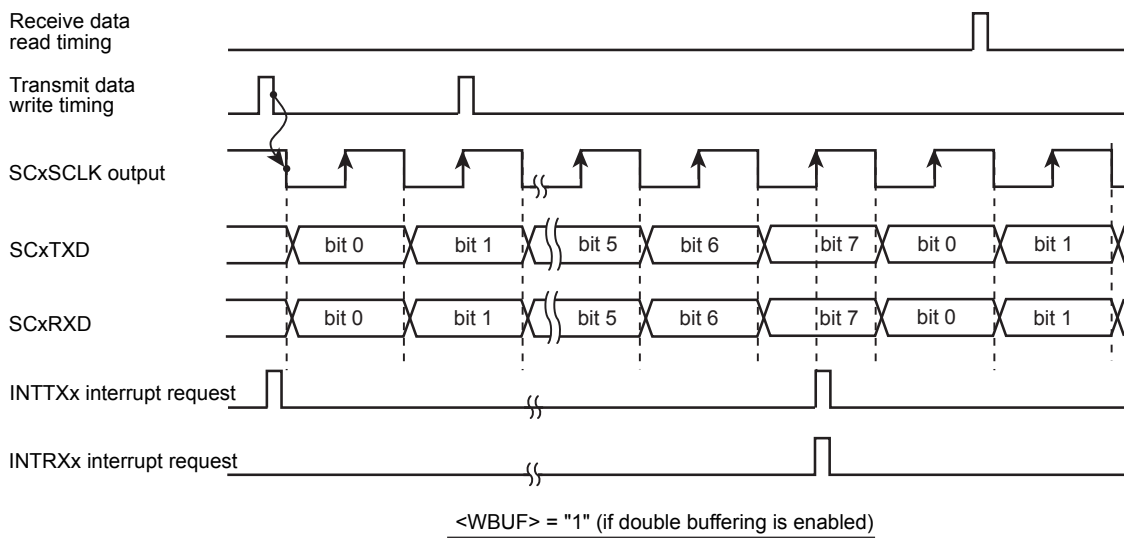 Receive data
read timing
Transmit data
write timing
SCxSCLK output
SCxTXD
bit 0
bit 1
bit 5
bit 6
bit 7
bit 0
bit 1
SCxRXD
bit 0
bit 1
bit 5
bit 6
bit 7
bit 0
bit 1
INTTXx interrupt request
INTRXx interrupt request
<WBUF> = "1" (if double buffering is enabled)